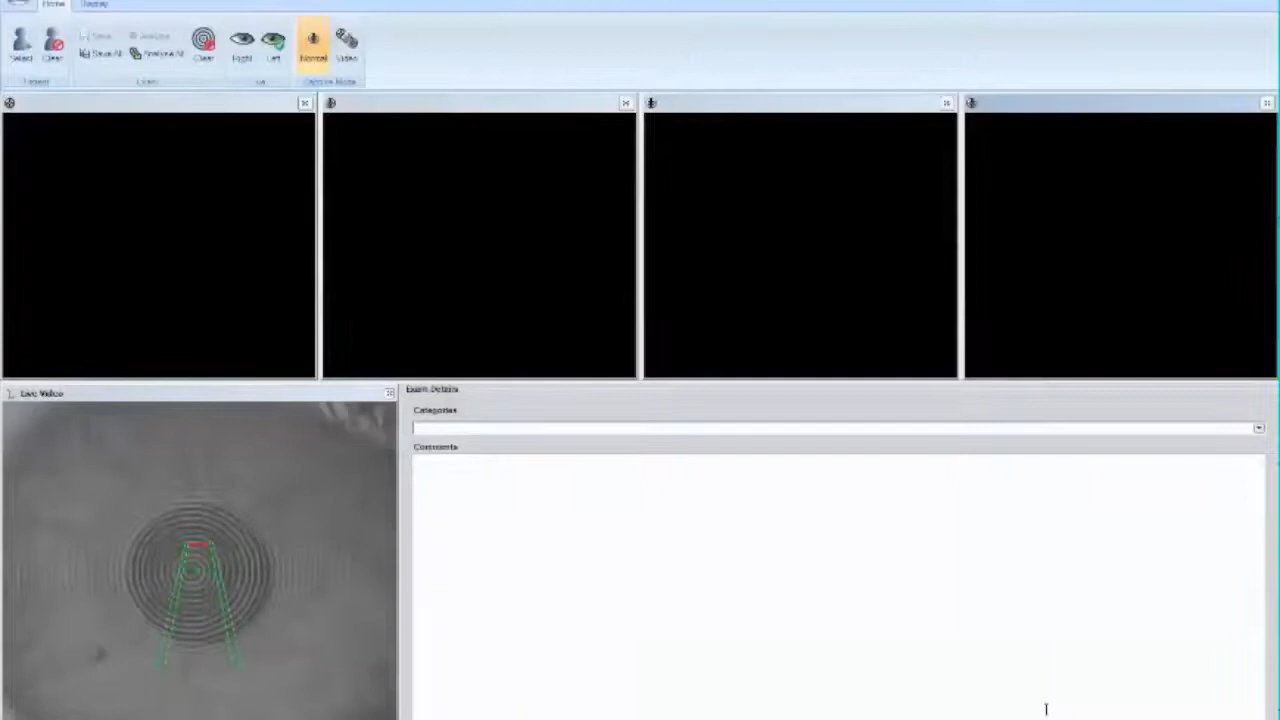 Home Display
Save Analyze
Select Clear Save All Analyze All Clear Right Left Normal Video
Capture Mode
Live Video
Exam Details
Categories
Comments